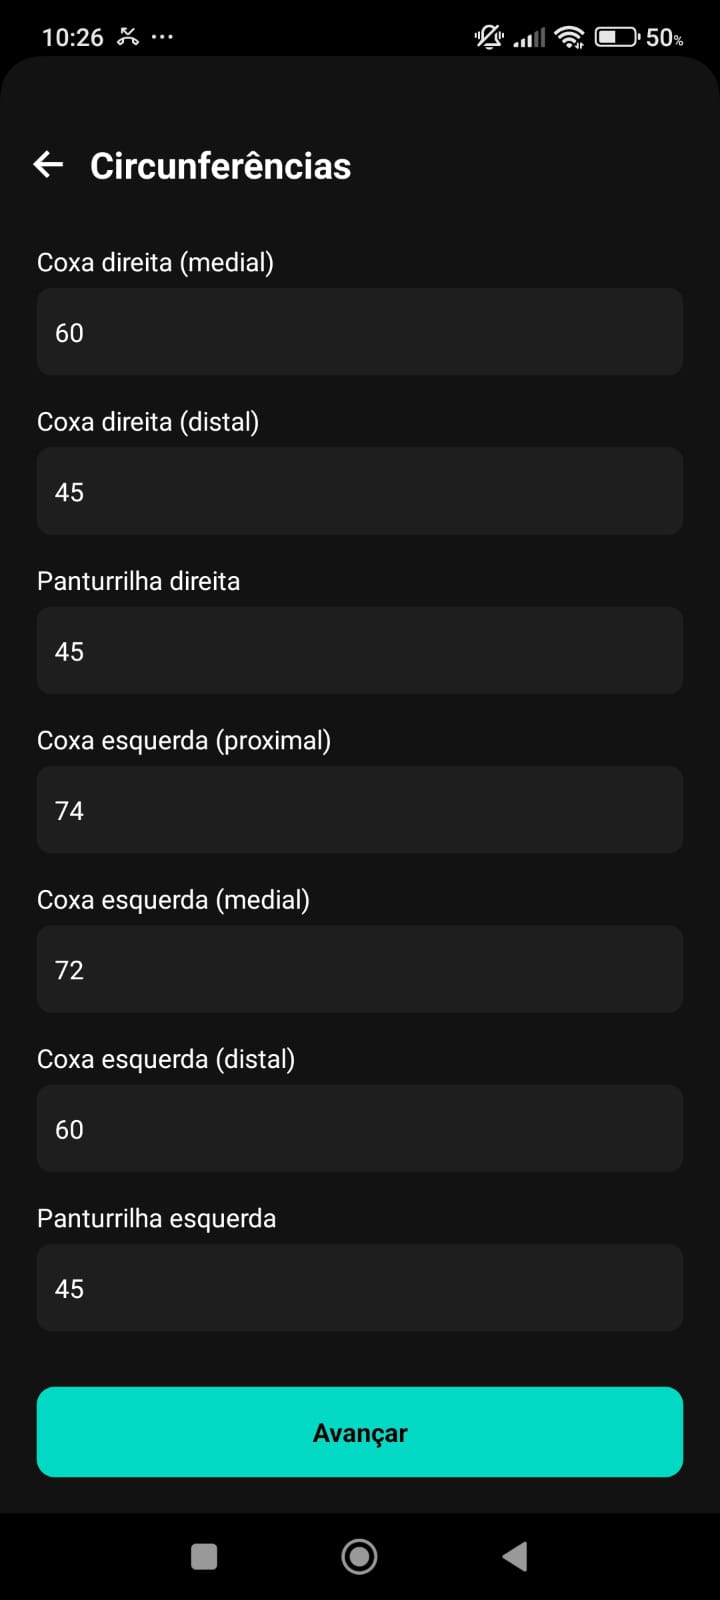 10:26 ... 50%
Circunferências
Coxa direita (medial)
60
Coxa direita (distal)
45
Panturrilha direita
45
Coxa esquerda (proximal)
74
Coxa esquerda (medial)
72
Coxa esquerda (distal)
60
Panturrilha esquerda
45
Avançar